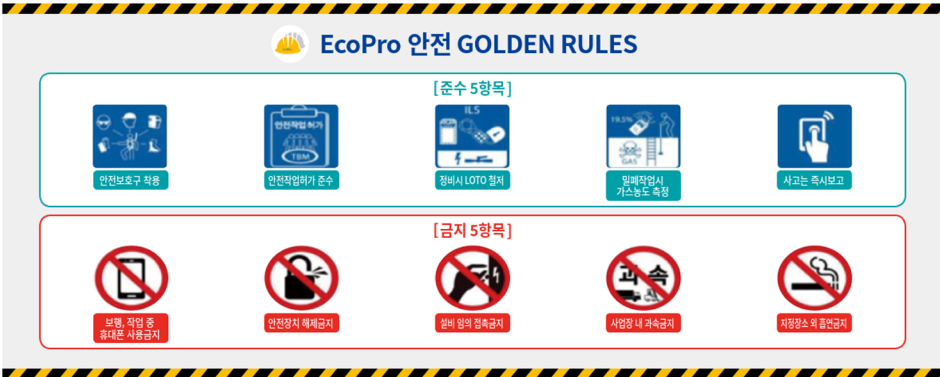 EcoPro 안전 GOLDEN RULES
[준수 5항목]
안전작업 허가
TBM
ILS
19.5%
GAS
안전보호구 착용
안전작업허가 준수
정비시 LOTO 철저
밀폐작업시
가스농도 측정
사고는 즉시보고
[금지 5항목]
과 속
보행, 작업 중
휴대폰 사용금지
안전장치 해제금지
설비 임의 접촉금지
사업장 내 과속금지
지정장소 외 흡연금지